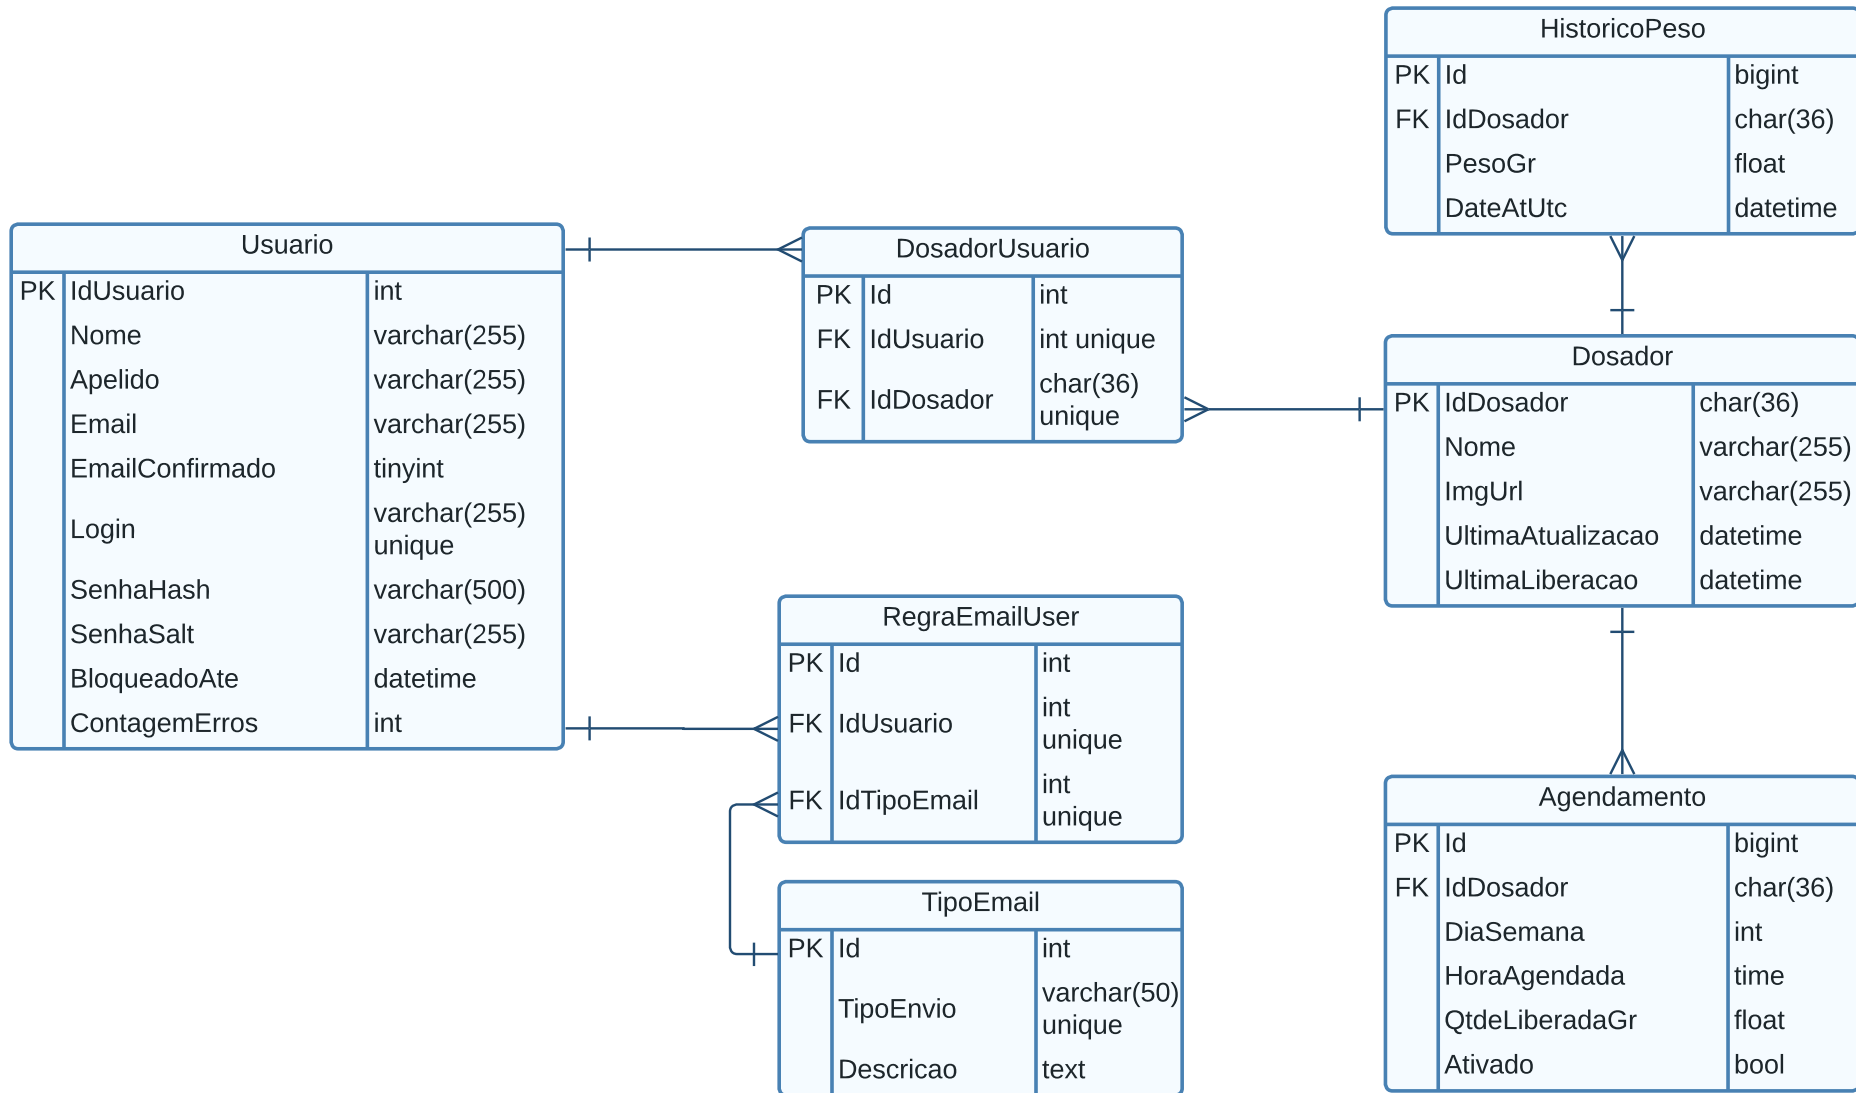 HistoricoPeso
PK Id bigint
FK IdDosador char(36)
PesoGr float
DateAtUtc datetime
Usuario
PK IdUsuario int
Nome varchar(255)
Apelido varchar(255)
Email varchar(255)
EmailConfirmado tinyint
Login varchar(255)
unique
SenhaHash varchar(500)
SenhaSalt varchar(255)
BloqueadoAte datetime
ContagemErros int
DosadorUsuario
PK Id int
FK IdUsuario int unique
FK IdDosador char(36)
unique
Dosador
PK IdDosador char(36)
Nome varchar(255)
ImgUrl varchar(255)
UltimaAtualizacao datetime
UltimaLiberacao datetime
RegraEmailUser
PK Id int
FK IdUsuario int
unique
FK IdTipoEmail int
unique
TipoEmail
PK Id int
TipoEnvio varchar(50)
unique
Descricao text
Agendamento
PK Id bigint
FK IdDosador char(36)
DiaSemana int
HoraAgendada time
QtdeLiberadaGr float
Ativado bool